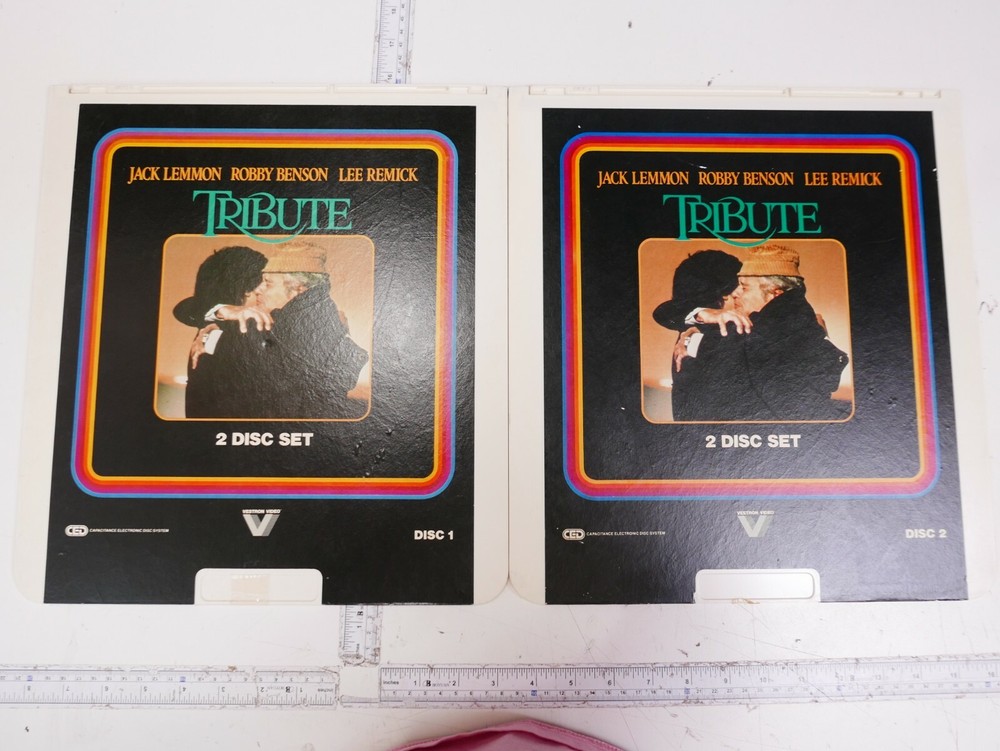 JACK LEMMON ROBBY BENSON LEE REMICK
TRIBUTE
2 DISC SET
CED CAPACITANCE ELECTRONIC DISC SYSTEM
VESTRON VIDEO
V
DISC 1
JACK LEMMON ROBBY BENSON LEE REMICK
TRIBUTE
2 DISC SET
CED CAPACITANCE ELECTRONIC DISC SYSTEM
VESTRON VIDEO
V
DISC 2